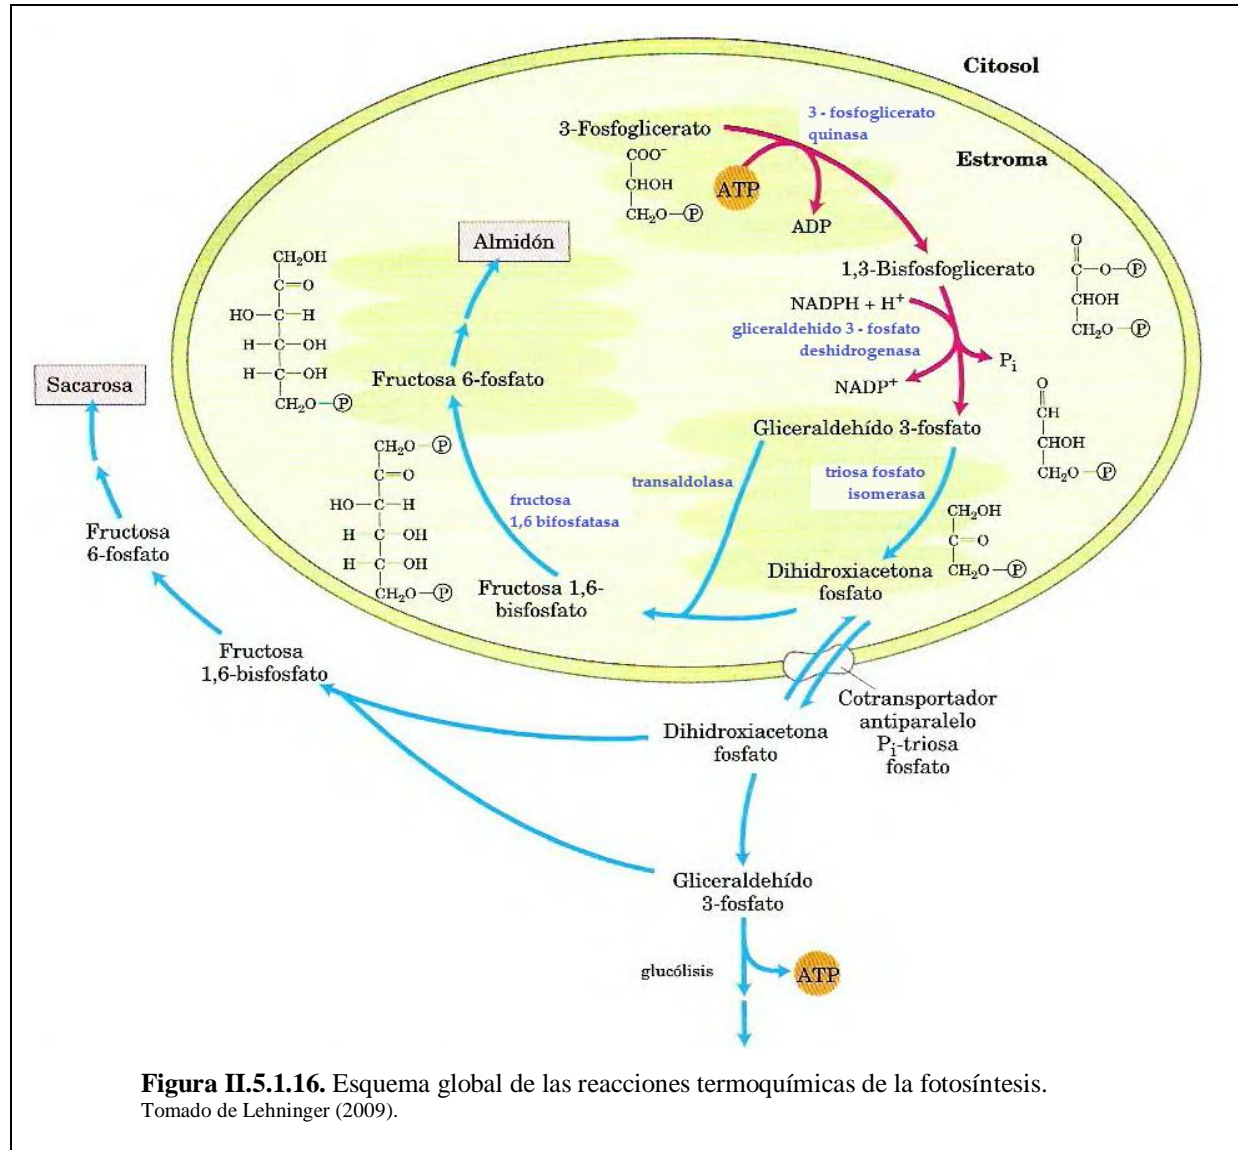 Citosol
3 - fosfoglicerato
quinasa
3-Fosfoglicerato
Estroma
COO⁻
CHOH
CH₂O—Ⓟ
ATP
ADP
Almidón
1,3-Bisfosfoglicerato
O
C—O—Ⓟ
CHOH
CH₂O—Ⓟ
NADPH + H⁺
gliceraldehido 3 - fosfato
deshidrogenasa
Pᵢ
NADP⁺
CH₂OH
C=O
HO—C—H
H—C—OH
H—C—OH
CH₂O—Ⓟ
Sacarosa
Fructosa 6-fosfato
Gliceraldehído 3-fosfato
O
CH
CHOH
CH₂O—Ⓟ
transaldolasa
triosa fosfato
isomerasa
CH₂O—Ⓟ
C=O
HO—C—H
H—C—OH
H—C—OH
CH₂O—Ⓟ
fructosa
1,6 bifosfatasa
CH₂OH
C=O
CH₂O—Ⓟ
Fructosa
6-fosfato
Dihidroxiacetona
fosfato
Fructosa 1,6-
bisfosfato
Fructosa
1,6-bisfosfato
Cotransportador
antiparalelo
Pᵢ-triosa
fosfato
Dihidroxiacetona
fosfato
Gliceraldehído
3-fosfato
glucólisis
ATP
Figura II.5.1.16. Esquema global de las reacciones termoquímicas de la fotosíntesis.
Tomado de Lehninger (2009).